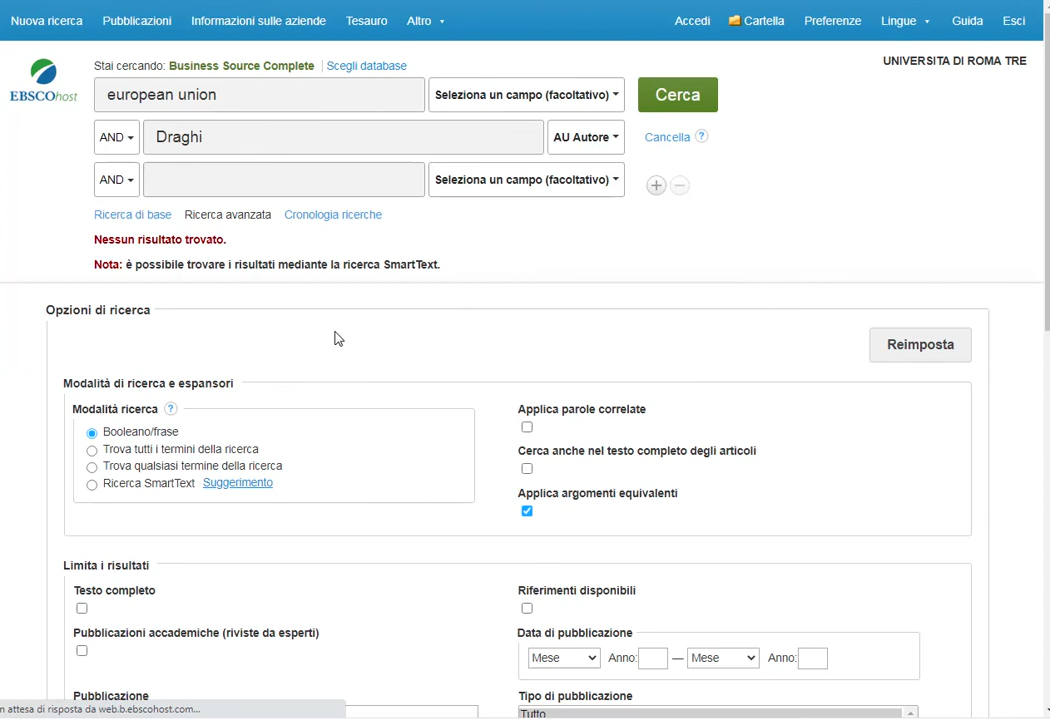 Nuova ricerca Pubblicazioni Informazioni sulle aziende Tesauro Altro Accedi Cartella Preferenze Lingue Guida Esci
Stai cercando: Business Source Complete Scegli database UNIVERSITA DI ROMA TRE
EBSCOhost
european union Seleziona un campo (facoltativo) Cerca
AND Draghi AU Autore Cancella ?
AND Seleziona un campo (facoltativo)
Ricerca di base Ricerca avanzata Cronologia ricerche
Nessun risultato trovato.
Nota: è possibile trovare i risultati mediante la ricerca SmartText.
Opzioni di ricerca
Reimposta
Modalità di ricerca e espansori
Modalità ricerca ?
Booleano/frase
Trova tutti i termini della ricerca
Trova qualsiasi termine della ricerca
Ricerca SmartText Suggerimento
Applica parole correlate
Cerca anche nel testo completo degli articoli
Applica argomenti equivalenti
Limita i risultati
Testo completo
Riferimenti disponibili
Pubblicazioni accademiche (riviste da esperti)
Data di pubblicazione
Mese Anno: — Mese Anno:
Pubblicazione
Tipo di pubblicazione
Tutto
n attesa di risposta da web.b.ebscohost.com...